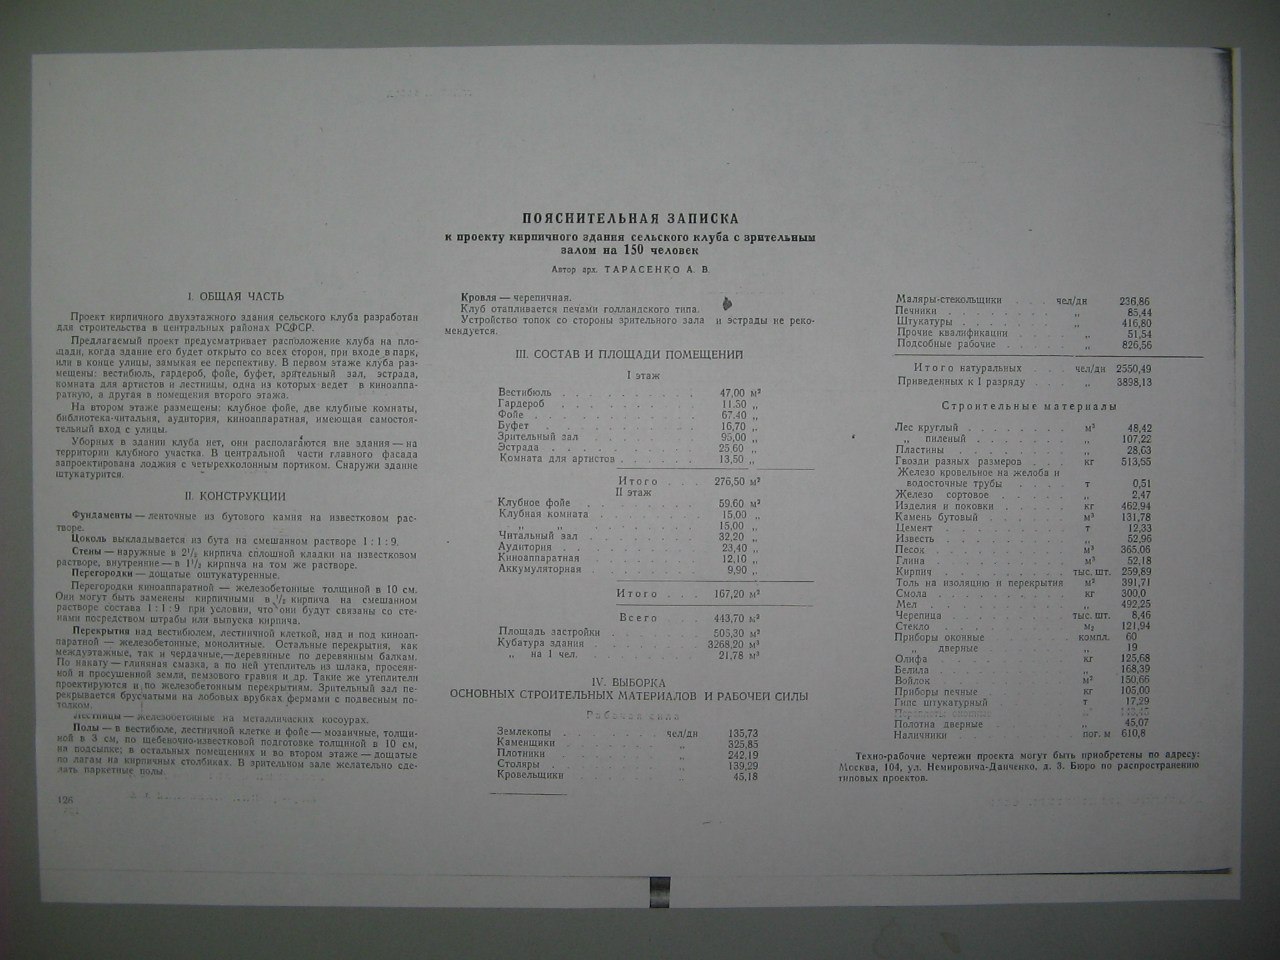 ПОЯСНИТЕЛЬНАЯ ЗАПИСКА
к проекту кирпичного здания сельского клуба с зрительным
залом на 150 человек
Автор арх. ТАРАСЕНКО А. В.
I. ОБЩАЯ ЧАСТЬ
Проект кирпичного двухэтажного здания сельского клуба разработан
для строительства в центральных районах РСФСР.
Предлагаемый проект предусматривает расположение клуба на пло-
щади, когда здание его будет открыто со всех сторон, при входе в парк,
или в конце улицы, замыкая ее перспективу. В первом этаже клуба раз-
мещены: вестибюль, гардероб, фойе, буфет, зрительный зал, эстрада,
комната для артистов и лестницы, одна из которых ведет в киноаппа-
ратную, а другая в помещения второго этажа.
На втором этаже размещены: клубное фойе, две клубные комнаты,
библиотека-читальня, аудитория, киноаппаратная, имеющая самостоя-
тельный вход с улицы.
Уборных в здании клуба нет, они располагаются вне здания — на
территории клубного участка. В центральной части главного фасада
запроектирована лоджия с четырехколонным портиком. Снаружи здание
штукатурится.
II. КОНСТРУКЦИИ
Фундаменты — ленточные из бутового камня на известковом рас-
творе.
Цоколь выкладывается из бута на смешанном растворе 1 : 1 : 9.
Стены — наружные в 2¹/₂ кирпича сплошной кладки на известковом
растворе, внутренние — в 1¹/₂ кирпича на том же растворе.
Перегородки — дощатые оштукатуренные.
Перегородки киноаппаратной — железобетонные толщиной в 10 см.
Они могут быть заменены кирпичными в ¹/₂ кирпича на смешанном
растворе состава 1 : 1 : 9 при условии, что они будут связаны со сте-
нами посредством штрабы или выпуска кирпича.
Перекрытия над вестибюлем, лестничной клеткой, над и под киноап-
паратной — железобетонные, монолитные. Остальные перекрытия, как
междуэтажные, так и чердачные,—деревянные по деревянным балкам.
По накату — глиняная смазка, а по ней утеплитель из шлака, просеян-
ной и просушенной земли, пемзового гравия и др. Такие же утеплители
проектируются и по железобетонным перекрытиям. Зрительный зал пе-
рекрывается брусчатыми на лобовых врубках фермами с подвесным по-
толком.
Лестницы — железобетонные на металлических косоурах.
Полы — в вестибюле, лестничной клетке и фойе — мозаичные, толщи-
ной в 3 см, по щебеночно-известковой подготовке толщиной в 10 см,
на подсыпке; в остальных помещениях и во втором этаже — дощатые
по лагам на кирпичных столбиках. В зрительном зале желательно сде-
лать паркетные полы.
126
Кровля — черепичная.
Клуб отапливается печами голландского типа.
Устройство топок со стороны зрительного зала и эстрады не реко-
мендуется.
III. СОСТАВ И ПЛОЩАДИ ПОМЕЩЕНИЙ
I этаж
Вестибюль . . . . . . . . . . 47,00 м²
Гардероб . . . . . . . . . . 11,50 „
Фойе . . . . . . . . . . 67,40 „
Буфет . . . . . . . . . . 16,70 „
Зрительный зал . . . . . . . . 95,00 „
Эстрада . . . . . . . . . . 25,60 „
Комната для артистов . . . . . . 13,50 „
Итого . . . 276,50 м²
II этаж
Клубное фойе . . . . . . . . 59,60 м²
Клубная комната . . . . . . . 15,00 „
„ „ . . . . . . . 15,00 „
Читальный зал . . . . . . . . 32,20 „
Аудитория . . . . . . . . . 23,40 „
Киноаппаратная . . . . . . . 12,10 „
Аккумуляторная . . . . . . . 9,90 „
Итого . . . 167,20 м²
Всего . . 443,70 м²
Площадь застройки . . . . . . 505,30 м²
Кубатура здания . . . . . . . 3268,20 м³
„ на 1 чел. . . . . . . 21,78 м³
IV. ВЫБОРКА
ОСНОВНЫХ СТРОИТЕЛЬНЫХ МАТЕРИАЛОВ И РАБОЧЕЙ СИЛЫ
Рабочая сила
Землекопы . . . . . . чел/дн 135,73
Каменщики . . . . . . „ 325,85
Плотники . . . . . . „ 242,19
Столяры . . . . . . „ 139,29
Кровельщики . . . . . „ 45,18
Маляры-стекольщики . . . чел/дн 236,86
Печники . . . . . . „ 85,44
Штукатуры . . . . . . „ 416,80
Прочие квалификации . . . . „ 51,54
Подсобные рабочие . . . . . „ 826,56
Итого натуральных . . чел/дн 2550,49
Приведенных к 1 разряду . . . „ 3898,13
Строительные материалы
Лес круглый . . . . . . . м³ 48,42
„ пиленый . . . . . . . „ 107,22
Пластины . . . . . . . „ 28,63
Гвозди разных размеров . . . кг 513,55
Железо кровельное на желоба и
водосточные трубы . . . . т 0,51
Железо сортовое . . . . . „ 2,47
Изделия и поковки . . . . . кг 462,94
Камень бутовый . . . . . . м³ 131,78
Цемент . . . . . . . . т 12,33
Известь . . . . . . . . „ 52,96
Песок . . . . . . . . м³ 365,06
Глина . . . . . . . . м³ 52,18
Кирпич . . . . . . . . тыс. шт. 259,89
Толь на изоляцию и перекрытия м² 391,71
Смола . . . . . . . . кг 300,0
Мел . . . . . . . . „ 492,25
Черепица . . . . . . . тыс. шт. 8,46
Стекло . . . . . . . . м₂ 121,94
Приборы оконные . . . . . компл. 60
„ дверные . . . . . „ 19
Олифа . . . . . . . . кг 125,68
Белила . . . . . . . . „ 168,39
Войлок . . . . . . . . м² 150,66
Приборы печные . . . . . кг 105,00
Гипс штукатурный . . . . . т 17,29
Полотна дверные . . . . . „ 45,07
Наличники . . . . . . . пог. м 610,8
Техно-рабочие чертежи проекта могут быть приобретены по адресу:
Москва, 104, ул. Немировича-Данченко, д. 3. Бюро по распространению
типовых проектов.